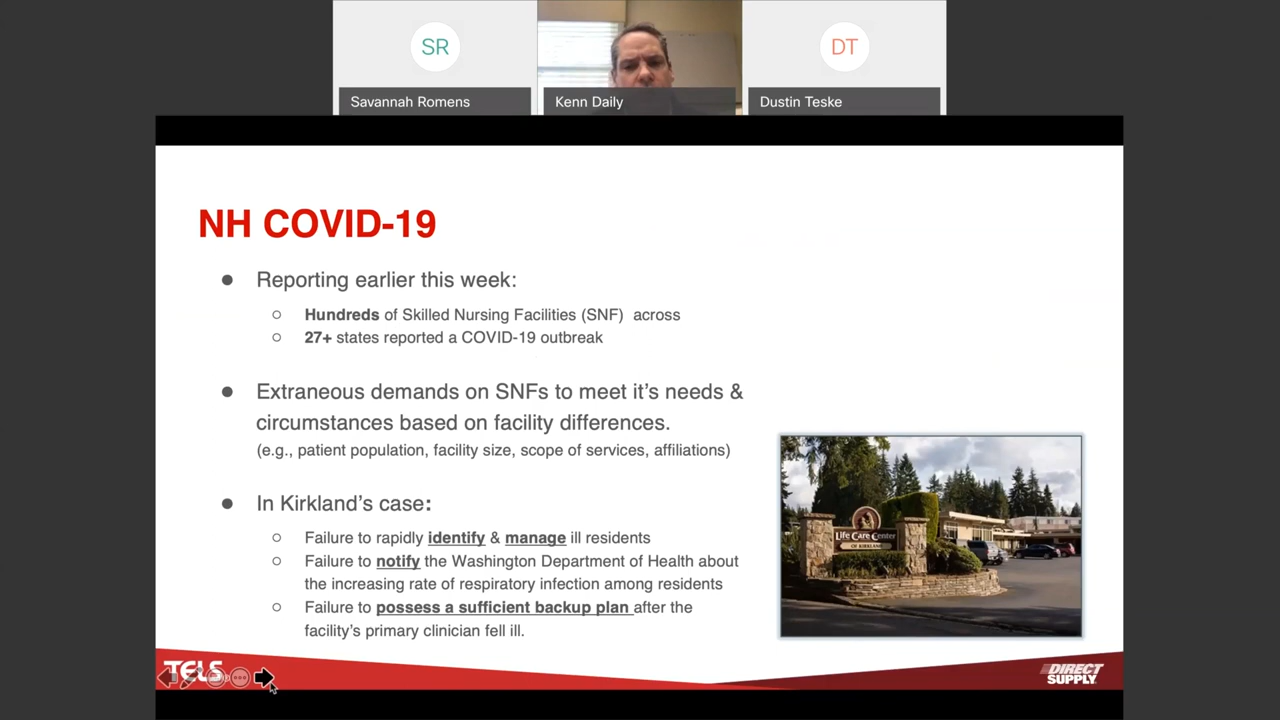 SR
DT
Savannah Romens
Kenn Daily
Dustin Teske
NH COVID-19
● Reporting earlier this week:
○ Hundreds of Skilled Nursing Facilities (SNF) across
○ 27+ states reported a COVID-19 outbreak
● Extraneous demands on SNFs to meet it's needs &
circumstances based on facility differences.
(e.g., patient population, facility size, scope of services, affiliations)
● In Kirkland's case:
○ Failure to rapidly identify & manage ill residents
○ Failure to notify the Washington Department of Health about
the increasing rate of respiratory infection among residents
○ Failure to possess a sufficient backup plan after the
facility's primary clinician fell ill.
Life Care Center
OF KIRKLAND
TELS
DIRECT
SUPPLY